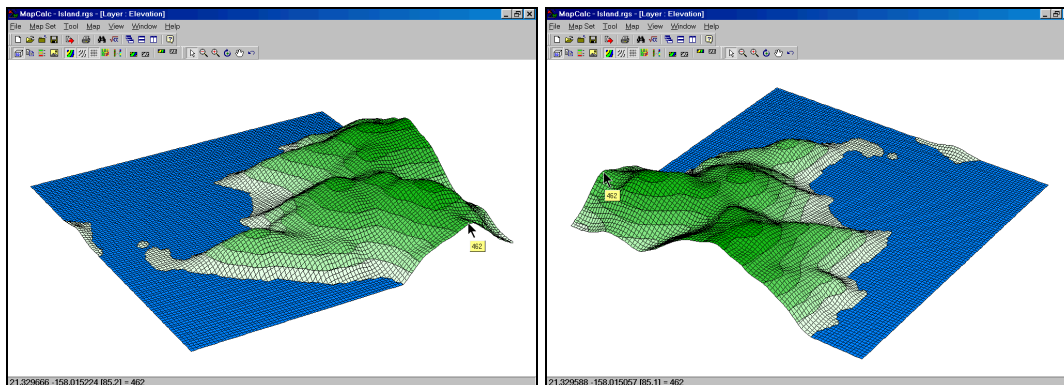 MapCalc - Island.rgs - [Layer : Elevation]
File Map Set Tool Map View Window Help
462
21.329666 -158.015224 [85,2] = 462
MapCalc - Island.rgs - [Layer : Elevation]
File Map Set Tool Map View Window Help
462
21.329588 -158.015057 [85,1] = 462